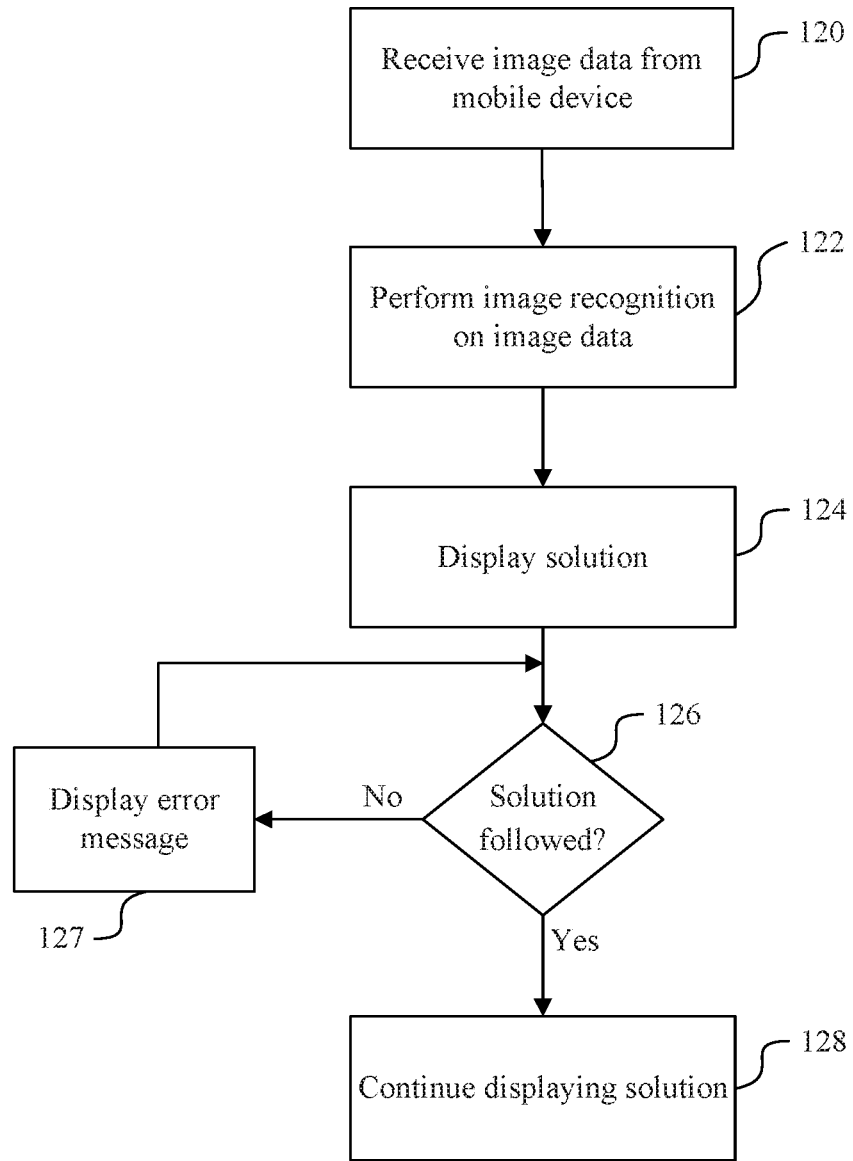 120
Receive image data from
mobile device
122
Perform image recognition
on image data
124
Display solution
126
Solution
followed?
No
Display error
message
127
Yes
128
Continue displaying solution